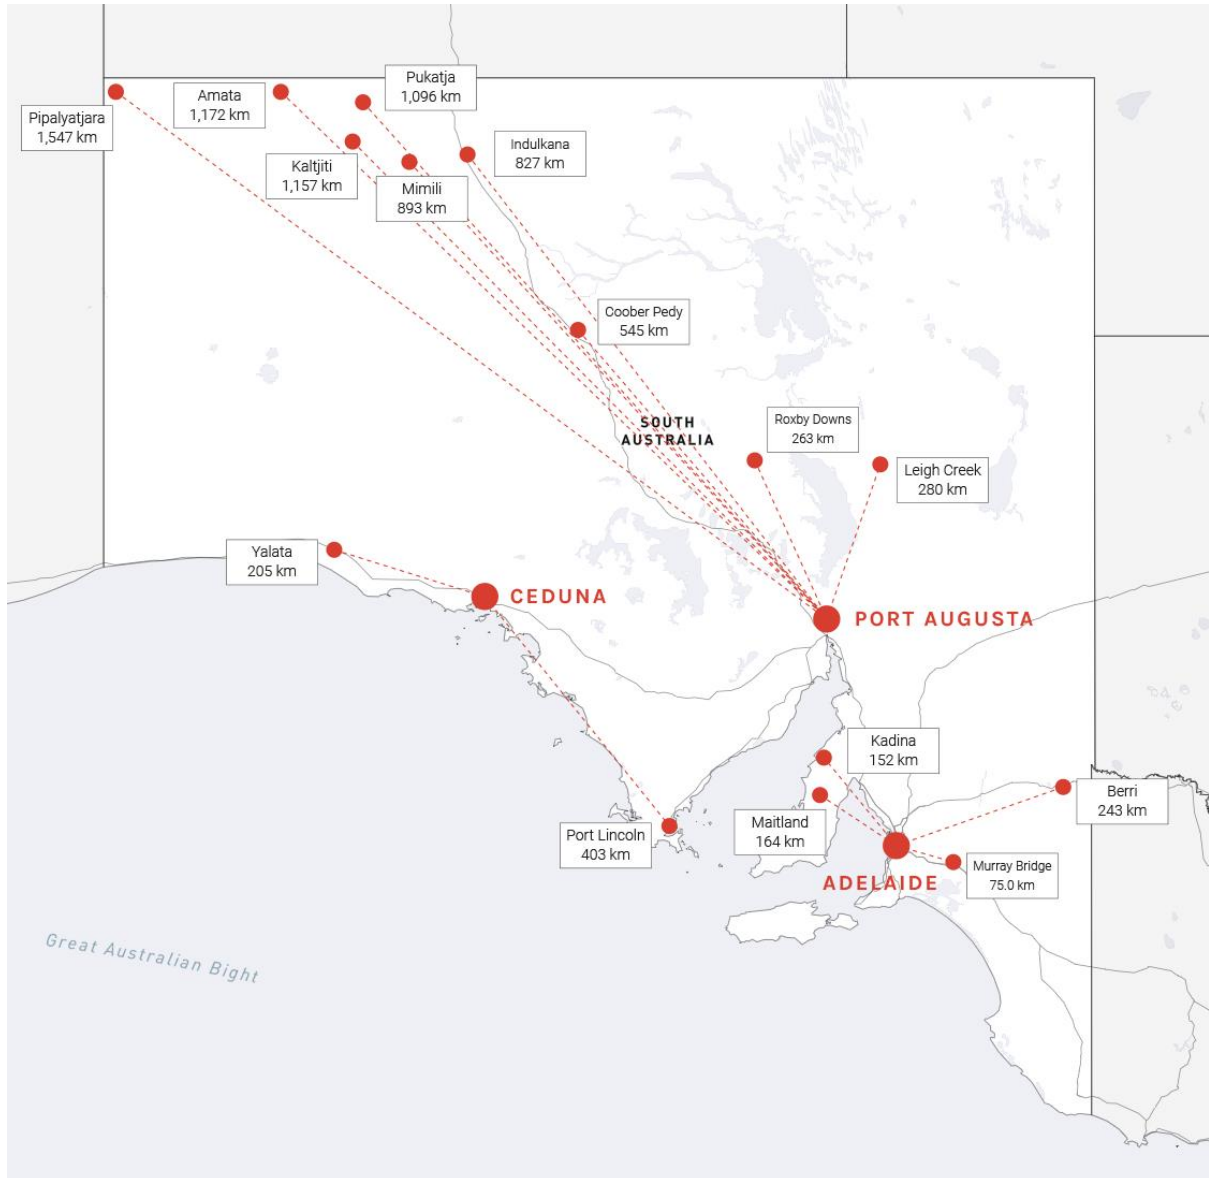 Pukatja
1,096 km
Amata
1,172 km
Pipalyatjara
1,547 km
Indulkana
827 km
Kaltjiti
1,157 km
Mimili
893 km
Coober Pedy
545 km
SOUTH
AUSTRALIA
Roxby Downs
263 km
Leigh Creek
280 km
Yalata
205 km
CEDUNA
PORT AUGUSTA
Kadina
152 km
Berri
243 km
Maitland
164 km
Port Lincoln
403 km
Murray Bridge
75.0 km
ADELAIDE
Great Australian Bight